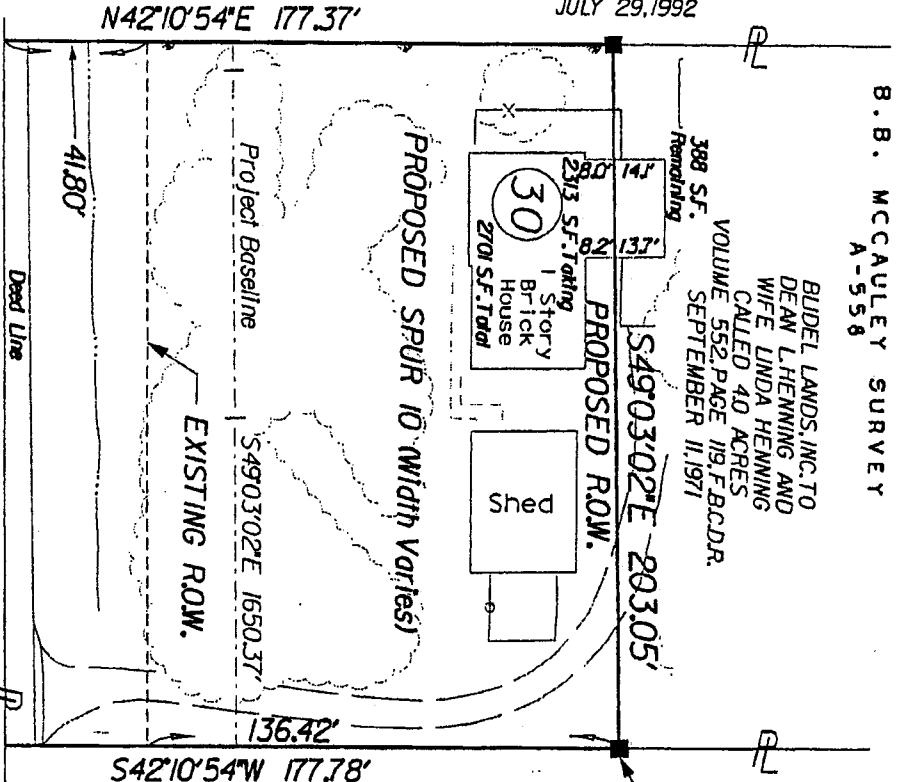 JULY 29, 1992
N42°10'54"E 177.37'
PL
B.B. MCCAULEY SURVEY
A-558
BLIDEL LANDS, INC. TO
DEAN L. HENNING AND
WIFE LINDA HENNING
CALLED 4.0 ACRES
VOLUME 552, PAGE 119, F.B.C.D.R.
SEPTEMBER 11, 1971
388 S.F.
Remaining
28.0' 14.1'
8.2' 13.7'
2313 S.F. Taking
30
2701 S.F. Total
1 Story
Brick
House
X
PROPOSED R.O.W.
S49°03'02"E 203.05'
Shed
PROPOSED SPUR 10 (Width Varies)
Project Baseline
S49°03'02"E 1650.37'
EXISTING R.O.W.
41.80'
Deed Line
136.42'
PL
PL
S42°10'54"W 177.78'